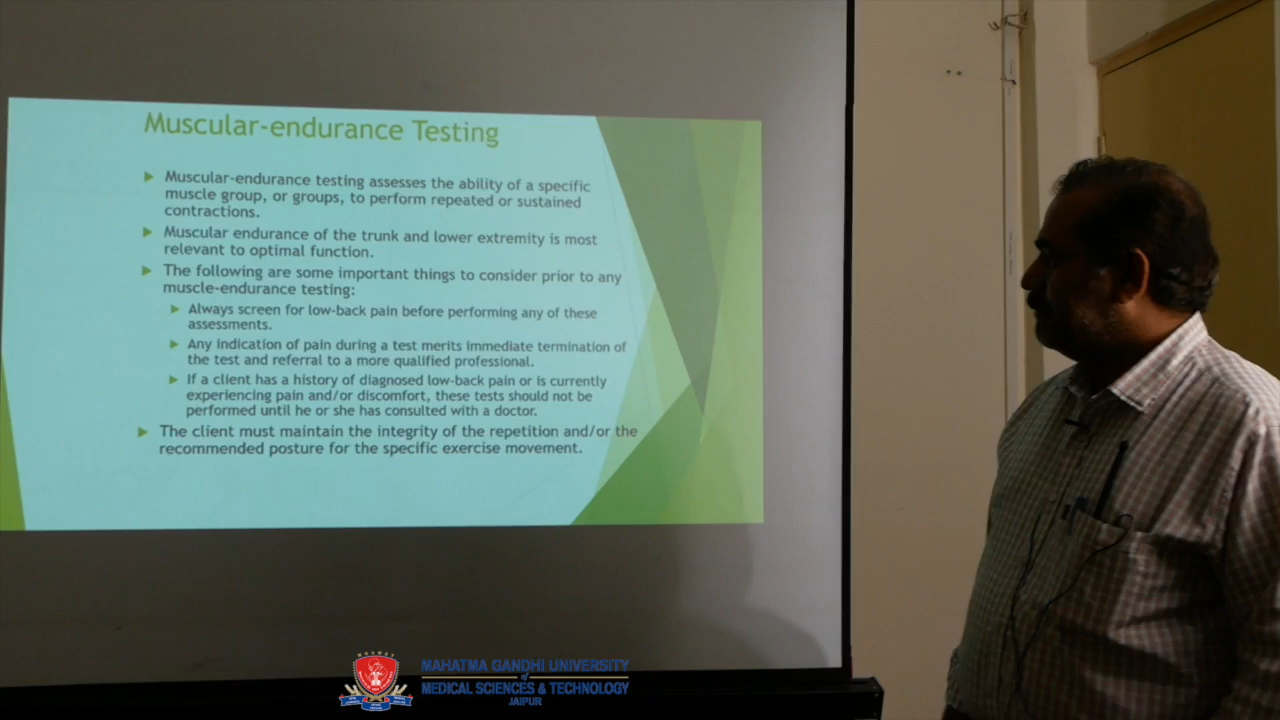 Muscular-endurance Testing
Muscular-endurance testing assesses the ability of a specific
muscle group, or groups, to perform repeated or sustained
contractions.
Muscular endurance of the trunk and lower extremity is most
relevant to optimal function.
The following are some important things to consider prior to any
muscle-endurance testing:
Always screen for low-back pain before performing any of these
assessments.
Any indication of pain during a test merits immediate termination of
the test and referral to a more qualified professional.
If a client has a history of diagnosed low-back pain or is currently
experiencing pain and/or discomfort, these tests should not be
performed until he or she has consulted with a doctor.
The client must maintain the integrity of the repetition and/or the
recommended posture for the specific exercise movement.
MAHATMA GANDHI UNIVERSITY
of
MEDICAL SCIENCES & TECHNOLOGY
JAIPUR